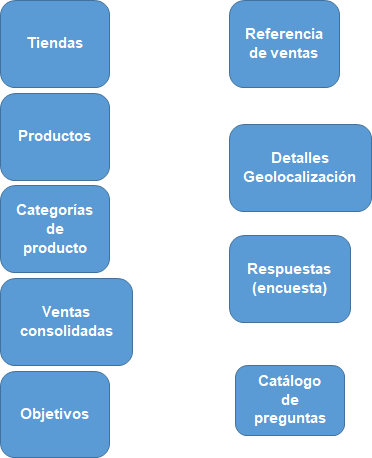 Tiendas
Productos
Categorías
de
producto
Ventas
consolidadas
Objetivos
Referencia
de ventas
Detalles
Geolocalización
Respuestas
(encuesta)
Catálogo
de
preguntas